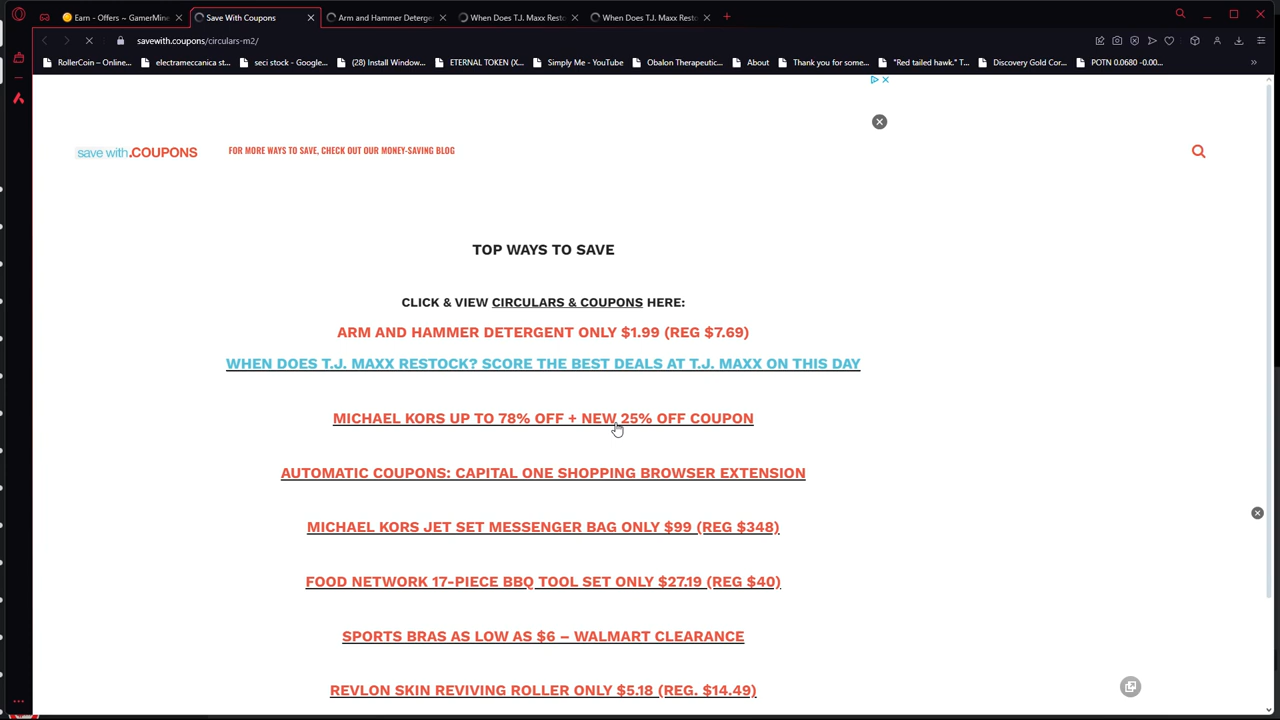 Earn - Offers ~ GamerMine
Save With Coupons
Arm and Hammer Deterge
When Does T.J. Maxx Resto
When Does T.J. Maxx Resto
savewith.coupons/circulars-m2/
RollerCoin – Online...
electrameccanica st...
seci stock - Google...
(28) Install Window...
ETERNAL TOKEN (X...
Simply Me - YouTube
Obalon Therapeutic...
About
Thank you for some...
"Red tailed hawk." T...
Discovery Gold Cor...
POTN 0.0680 -0.00...
save with.COUPONS
FOR MORE WAYS TO SAVE, CHECK OUT OUR MONEY-SAVING BLOG
TOP WAYS TO SAVE
CLICK & VIEW CIRCULARS & COUPONS HERE:
ARM AND HAMMER DETERGENT ONLY $1.99 (REG $7.69)
WHEN DOES T.J. MAXX RESTOCK? SCORE THE BEST DEALS AT T.J. MAXX ON THIS DAY
MICHAEL KORS UP TO 78% OFF + NEW 25% OFF COUPON
AUTOMATIC COUPONS: CAPITAL ONE SHOPPING BROWSER EXTENSION
MICHAEL KORS JET SET MESSENGER BAG ONLY $99 (REG $348)
FOOD NETWORK 17-PIECE BBQ TOOL SET ONLY $27.19 (REG $40)
SPORTS BRAS AS LOW AS $6 – WALMART CLEARANCE
REVLON SKIN REVIVING ROLLER ONLY $5.18 (REG. $14.49)